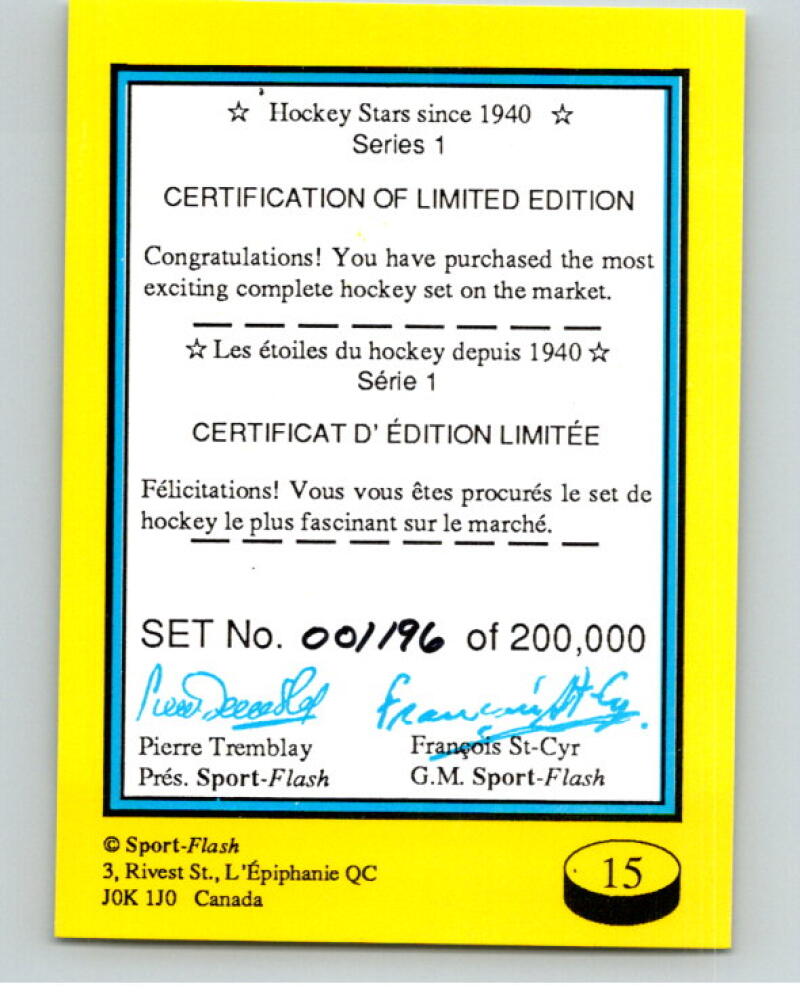 ☆ Hockey Stars since 1940 ☆
Series 1
CERTIFICATION OF LIMITED EDITION
Congratulations! You have purchased the most
exciting complete hockey set on the market.
☆ Les étoiles du hockey depuis 1940 ☆
Série 1
CERTIFICAT D' ÉDITION LIMITÉE
Félicitations! Vous vous êtes procurés le set de
hockey le plus fascinant sur le marché.
SET No. 001196 of 200,000
François St-Cyr.
Pierre Tremblay François St-Cyr
Prés. Sport-Flash G.M. Sport-Flash
© Sport-Flash
3, Rivest St., L'Épiphanie QC
J0K 1J0 Canada
15